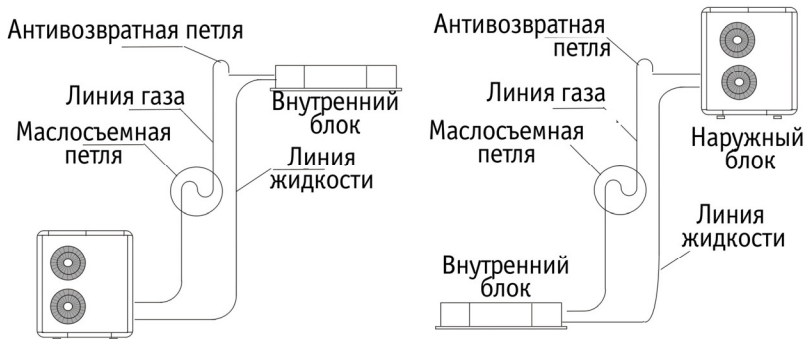 Антивозвратная петля
Линия газа
Маслосъемная
петля
Внутренний
блок
Линия
жидкости
Антивозвратная
петля
Линия газа
Маслосъемная
петля
Наружный
блок
Линия
жидкости
Внутренний
блок